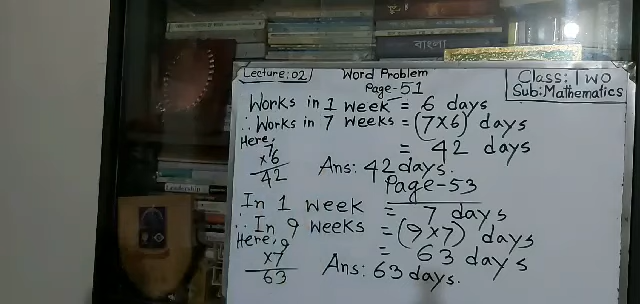 বাংলা
Lecture:02
Word Problem
Page-51
Class: Two
Sub:Mathematics
Works in 1 week = 6 days
∴ Works in 7 weeks = (7×6) days
= 42 days
Here,
7
×6
42
Ans: 42 days.
Page-53
In 1 week = 7 days
∴ In 9 weeks = (9×7) days
= 63 days
Here, 9
×7
63
Ans: 63 days.
Leadership